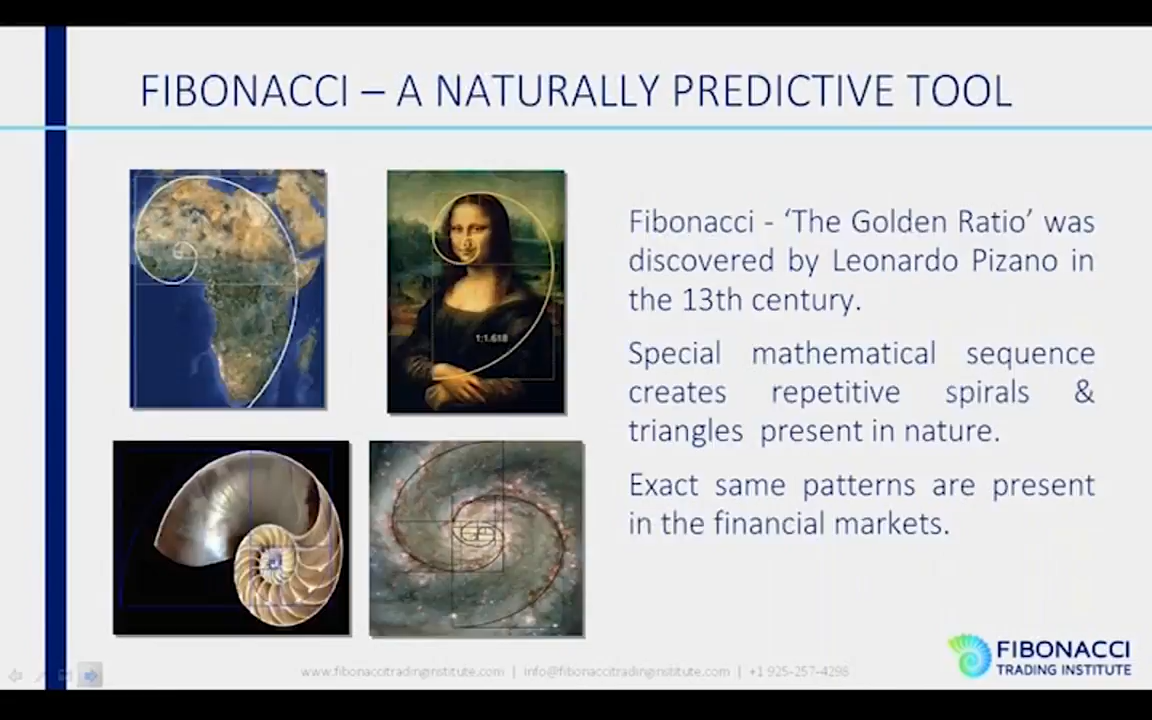 FIBONACCI – A NATURALLY PREDICTIVE TOOL
1:1.618
Fibonacci - ‘The Golden Ratio’ was
discovered by Leonardo Pizano in
the 13th century.
Special mathematical sequence
creates repetitive spirals &
triangles present in nature.
Exact same patterns are present
in the financial markets.
www.fibonaccitradinginstitute.com | info@fibonaccitradinginstitute.com | +1 925-257-4298
FIBONACCI
TRADING INSTITUTE